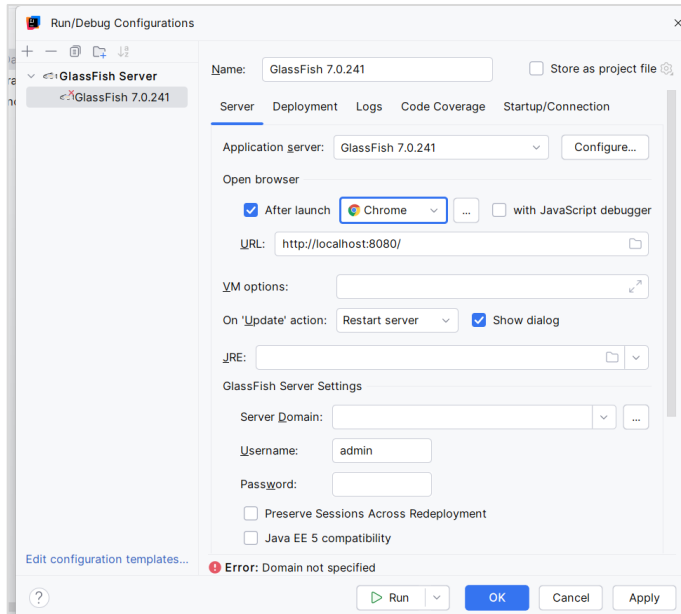 Run/Debug Configurations
GlassFish Server
GlassFish 7.0.241
Edit configuration templates...
Name: GlassFish 7.0.241
Store as project file
Server Deployment Logs Code Coverage Startup/Connection
Application server: GlassFish 7.0.241 Configure...
Open browser
After launch Chrome ... with JavaScript debugger
URL: http://localhost:8080/
VM options:
On 'Update' action: Restart server Show dialog
JRE:
GlassFish Server Settings
Server Domain: ...
Username: admin
Password:
Preserve Sessions Across Redeployment
Java EE 5 compatibility
Error: Domain not specified
? Run OK Cancel Apply